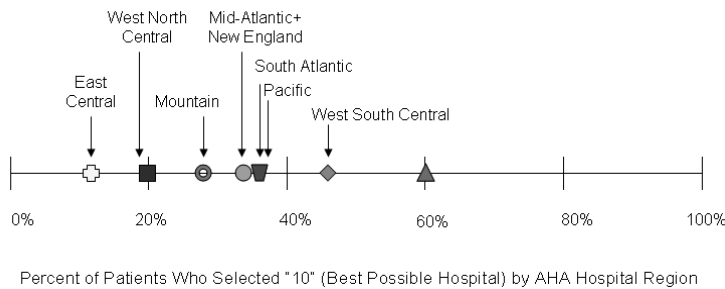 West North
Central
Mid-Atlantic+
New England
East
Central
Mountain
South Atlantic
Pacific
West South Central
0%
20%
40%
60%
80%
100%
Percent of Patients Who Selected "10" (Best Possible Hospital) by AHA Hospital Region